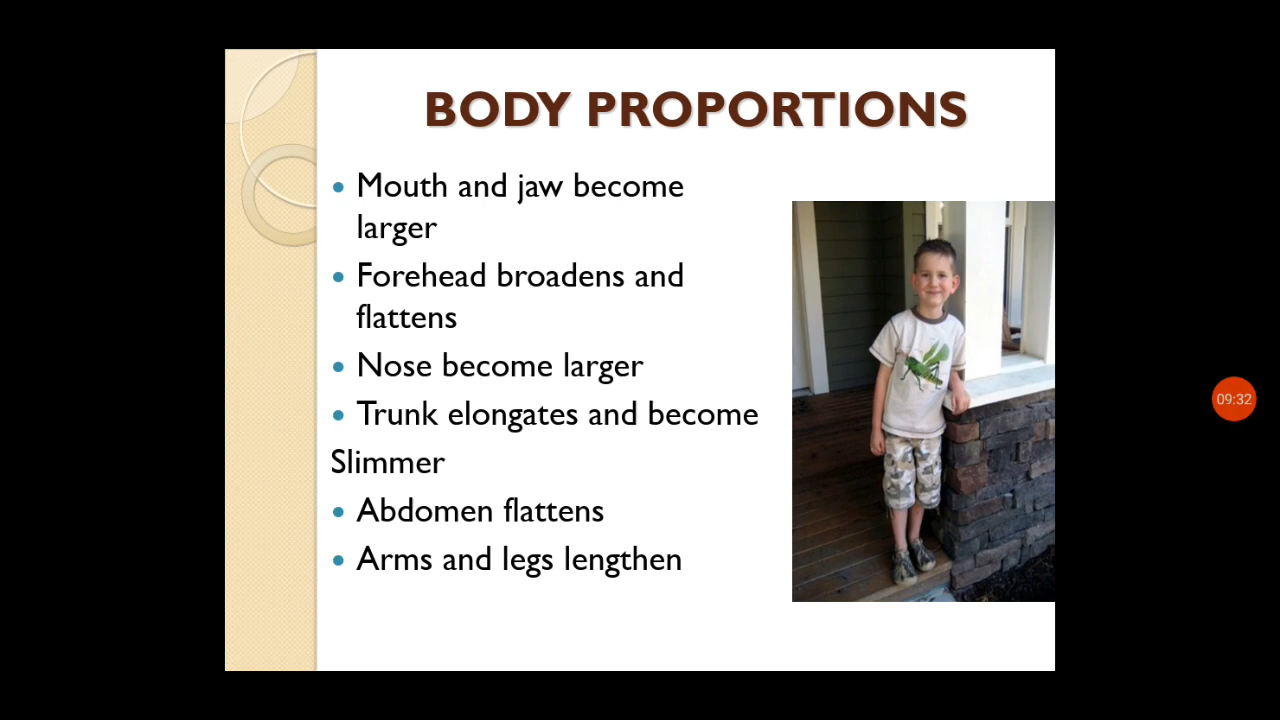 BODY PROPORTIONS
• Mouth and jaw become
larger
• Forehead broadens and
flattens
• Nose become larger
• Trunk elongates and become
Slimmer
• Abdomen flattens
• Arms and legs lengthen
09:32